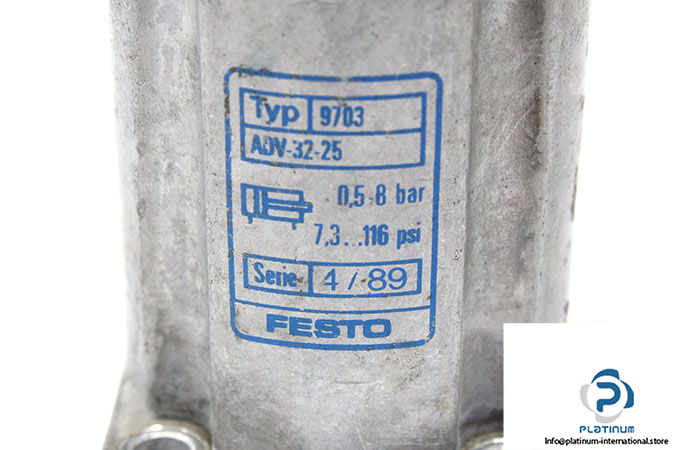 Typ 9703
ADV-32-25
0,5-8 bar
7,3...116 psi
Serie 4/89
FESTO
PLATINUM
Info@platinum-international.store